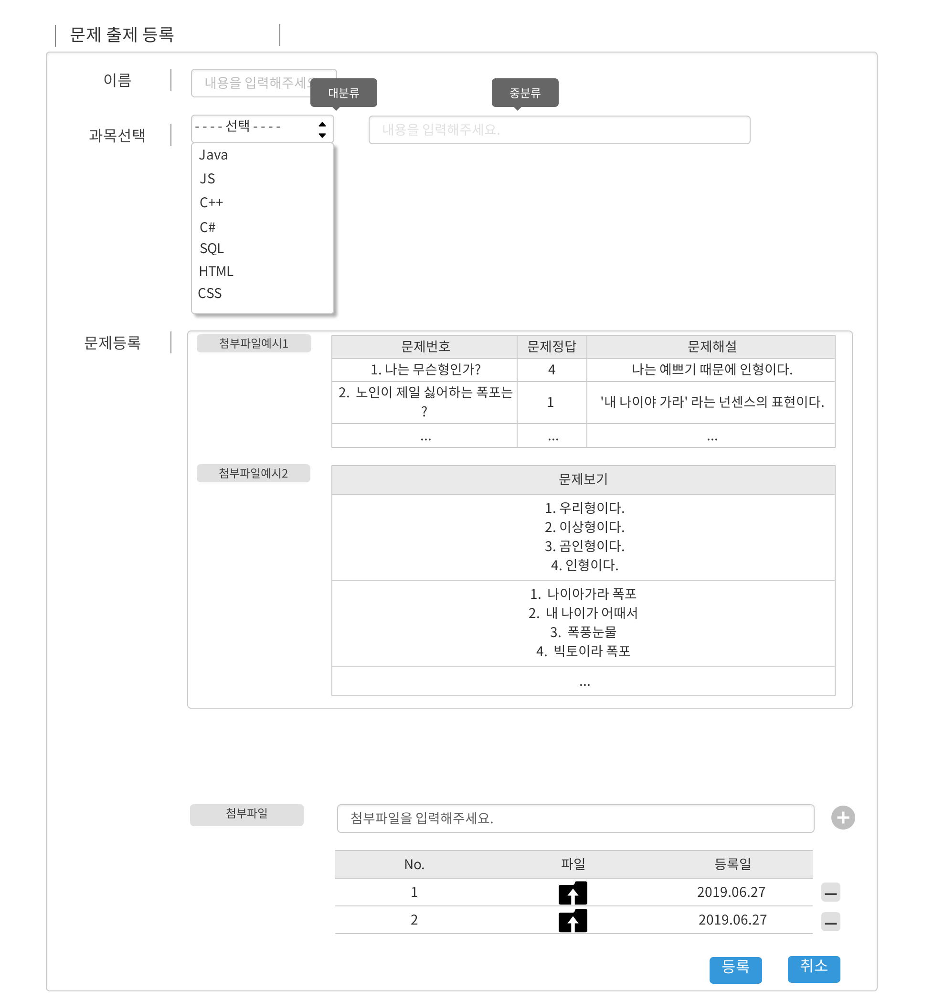 문제 출제 등록
이름
내용을 입력해주세요
대분류
중분류
과목선택
- - - - 선택 - - - -
내용을 입력해주세요.
Java
JS
C++
C#
SQL
HTML
CSS
문제등록
첨부파일예시1
문제번호 문제정답 문제해설
1. 나는 무슨형인가? 4 나는 예쁘기 때문에 인형이다.
2. 노인이 제일 싫어하는 폭포는
? 1 '내 나이야 가라' 라는 넌센스의 표현이다.
... ... ...
첨부파일예시2
문제보기
1. 우리형이다.
2. 이상형이다.
3. 곰인형이다.
4. 인형이다.
1. 나이아가라 폭포
2. 내 나이가 어때서
3. 폭풍눈물
4. 빅토이라 폭포
...
첨부파일
첨부파일을 입력해주세요.
No. 파일 등록일
1 2019.06.27
2 2019.06.27
등록 취소